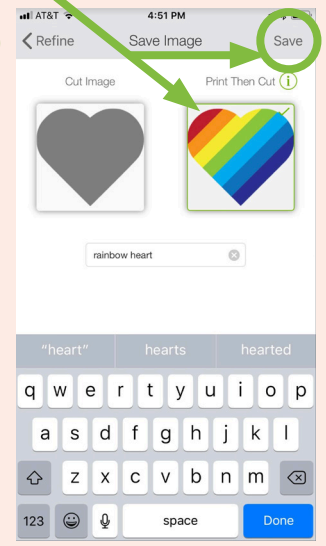 AT&T 4:51 PM
Refine Save Image Save
Cut Image Print Then Cut i
rainbow heart
"heart" hearts hearted
q w e r t y u i o p
a s d f g h j k l
z x c v b n m
123 space Done